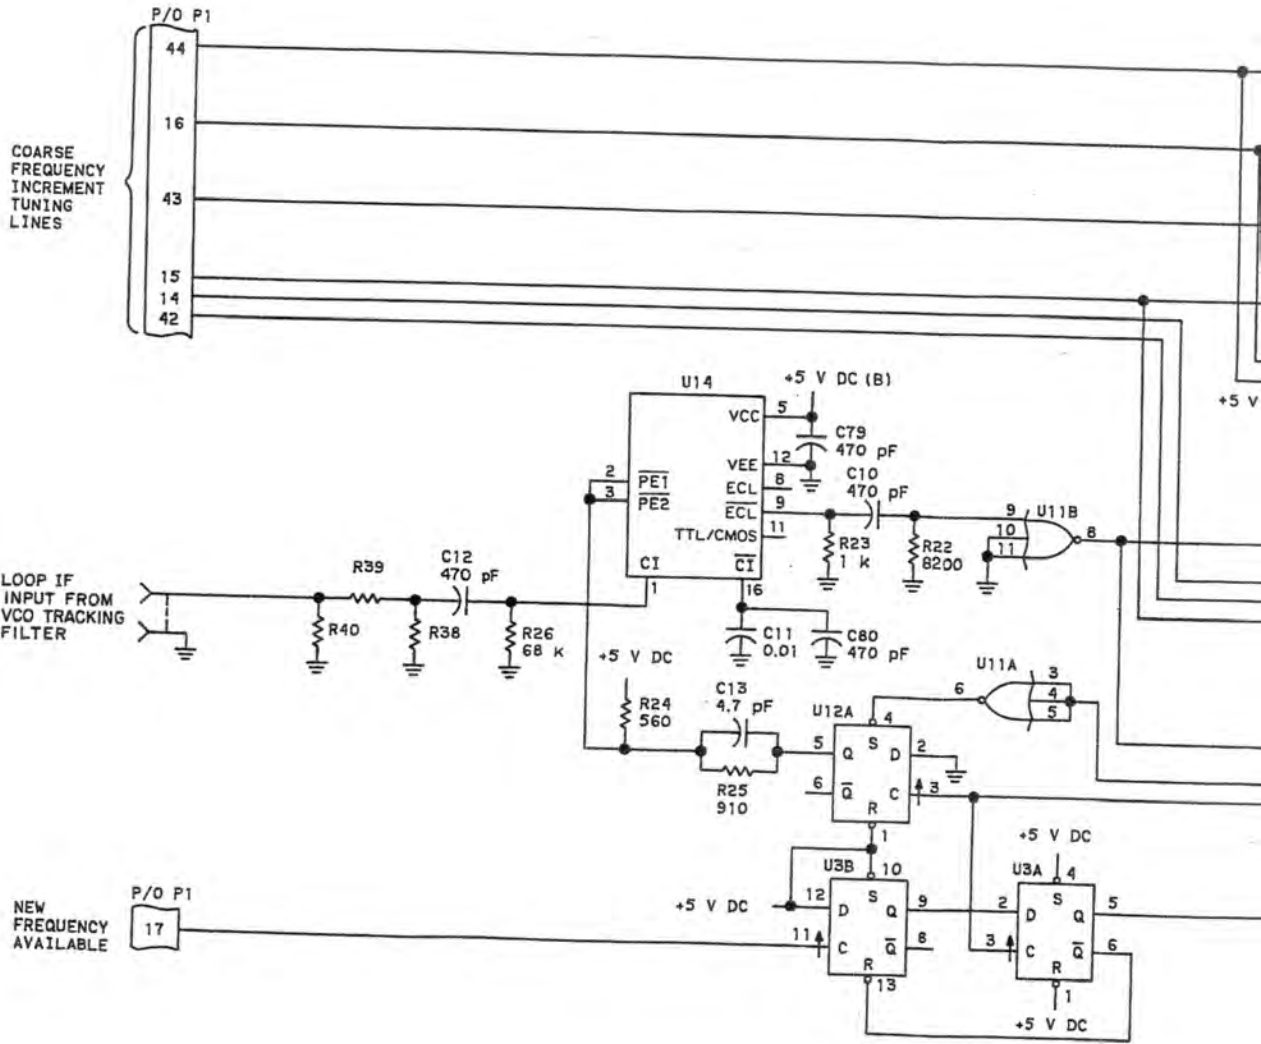 P/O P1
44
16
COARSE
FREQUENCY
INCREMENT
TUNING
LINES
43
15
14
42
U14
+5 V DC (B)
VCC
5
C79
470 pF
VEE
12
2
PE1
3
PE2
ECL
8
ECL
9
TTL/CMOS
11
CI
1
CI
16
C10
470 pF
R23
1 k
R22
8200
9
10
11
U11B
8
+5 V
LOOP IF
INPUT FROM
VCO TRACKING
FILTER
R40
R39
R38
C12
470 pF
R26
68 K
C11
0.01
C80
470 pF
+5 V DC
R24
560
C13
4.7 pF
R25
910
U11A
6
3
4
5
U12A
4
5
Q
S
D
2
6
Q
C
3
R
1
U3B
10
+5 V DC
12
D
S
Q
9
11
C
Q
8
R
13
+5 V DC
U3A
4
2
D
S
Q
5
3
C
Q
6
R
1
+5 V DC
P/O P1
NEW
FREQUENCY
AVAILABLE
17